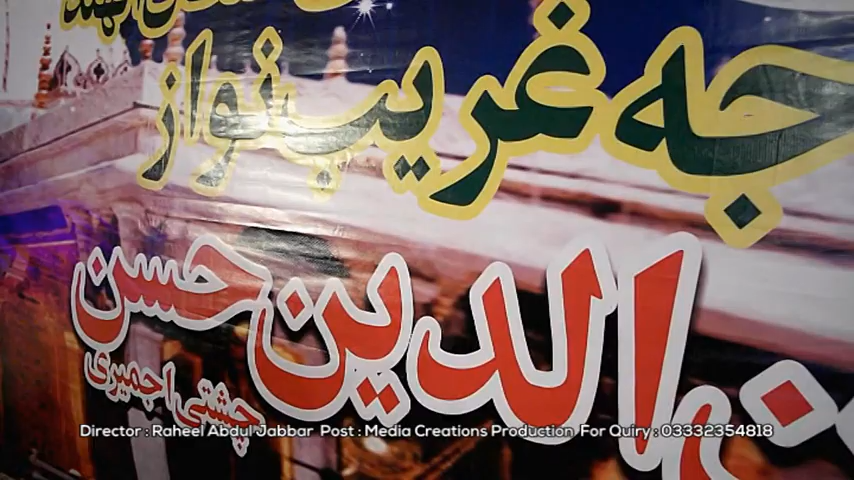 جہ غریب نواز
الدین حسن
چشتی اجمیری
Director : Raheel Abdul Jabbar Post : Media Creations Production For Quiry : 03332354818